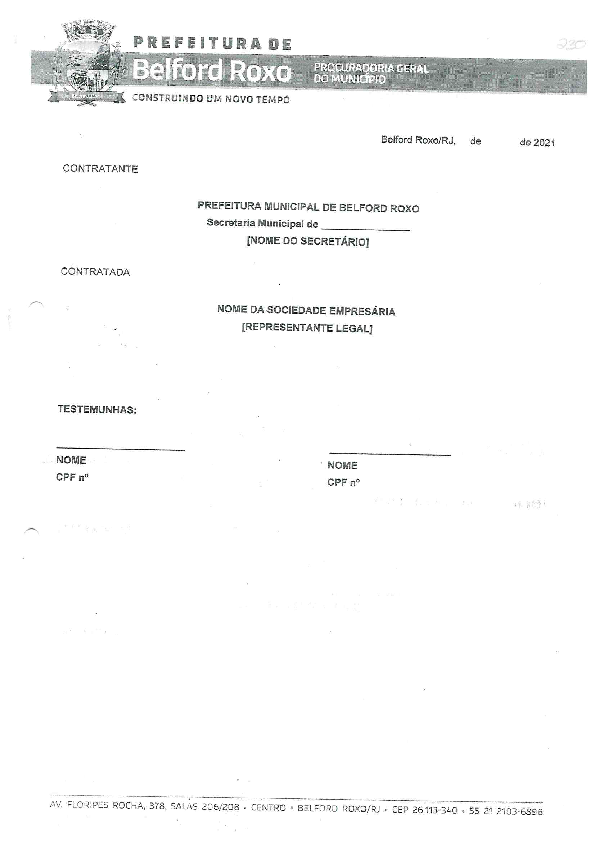 PREFEITURA DE
Belford Roxo
PROCURADORIA GERAL
DO MUNICÍPIO
CONSTRUINDO UM NOVO TEMPO
230
Belford Roxo/RJ, de de 2021
CONTRATANTE
PREFEITURA MUNICIPAL DE BELFORD ROXO
Secretaria Municipal de ________________
[NOME DO SECRETÁRIO]
CONTRATADA
NOME DA SOCIEDADE EMPRESÁRIA
[REPRESENTANTE LEGAL]
TESTEMUNHAS:
NOME
CPF nº
NOME
CPF nº
AV. FLORIPES ROCHA, 378, SALAS 206/208 • CENTRO • BELFORD ROXO/RJ • CEP 26113-340 • 55 21 2103-6896